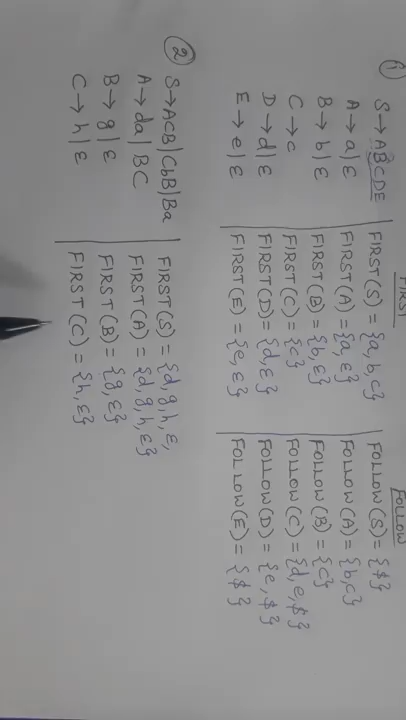 FIRST FOLLOW
① S → ABCDE FIRST(S) = {a, b, c} FOLLOW(S) = {$}
A → a|ε FIRST(A) = {a, ε} FOLLOW(A) = {b, c}
B → b|ε FIRST(B) = {b, ε} FOLLOW(B) = {c}
C → c FIRST(C) = {c} FOLLOW(C) = {d, e, $}
D → d|ε FIRST(D) = {d, ε} FOLLOW(D) = {e, $}
E → e|ε FIRST(E) = {e, ε} FOLLOW(E) = {$}
② S → ACB|CbB|Ba FIRST(S) = {d, g, h, ε,
A → da|BC FIRST(A) = {d, g, h, ε}
B → g|ε FIRST(B) = {g, ε}
C → h|ε FIRST(C) = {h, ε}